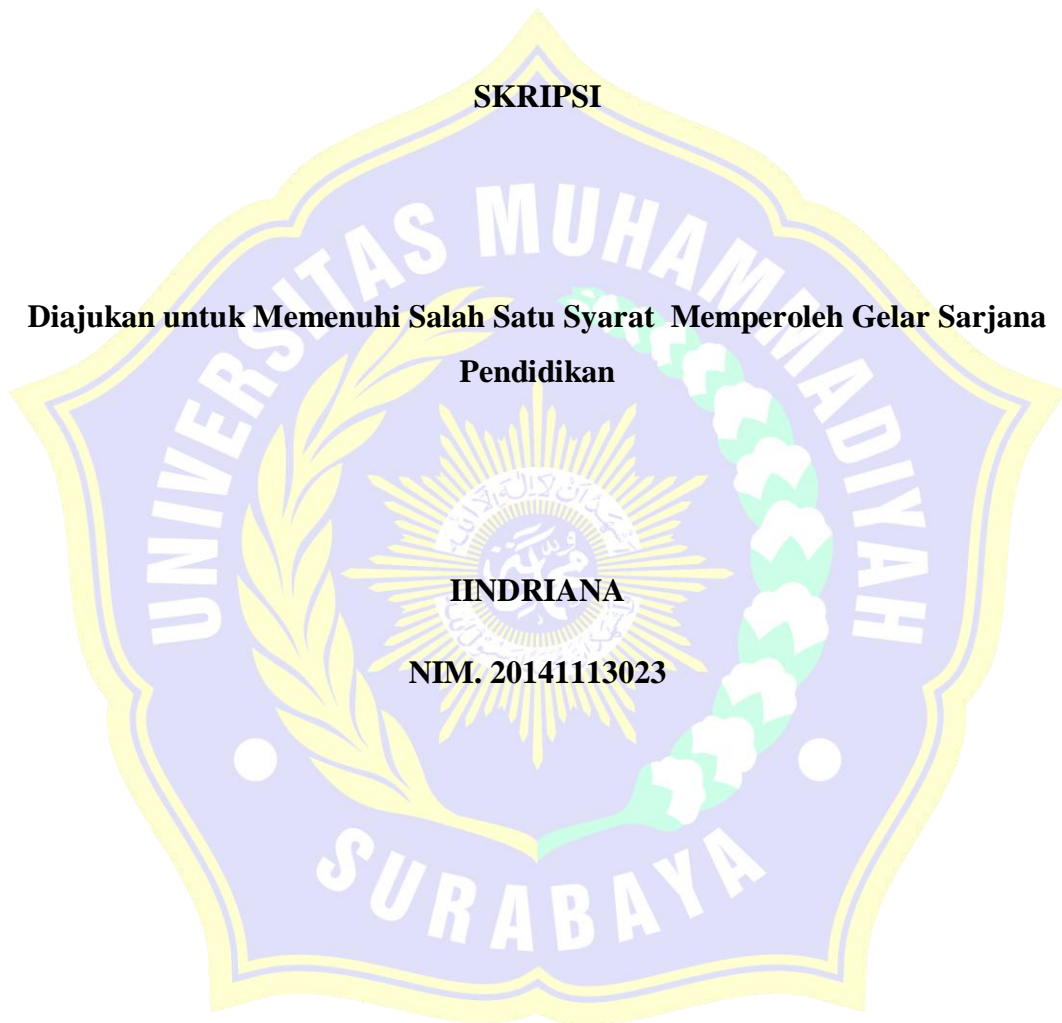 SKRIPSI
UNIVERSITAS MUHAMMADIYAH
Diajukan untuk Memenuhi Salah Satu Syarat  Memperoleh Gelar Sarjana
Pendidikan
IINDRIANA
NIM. 20141113023
SURABAYA